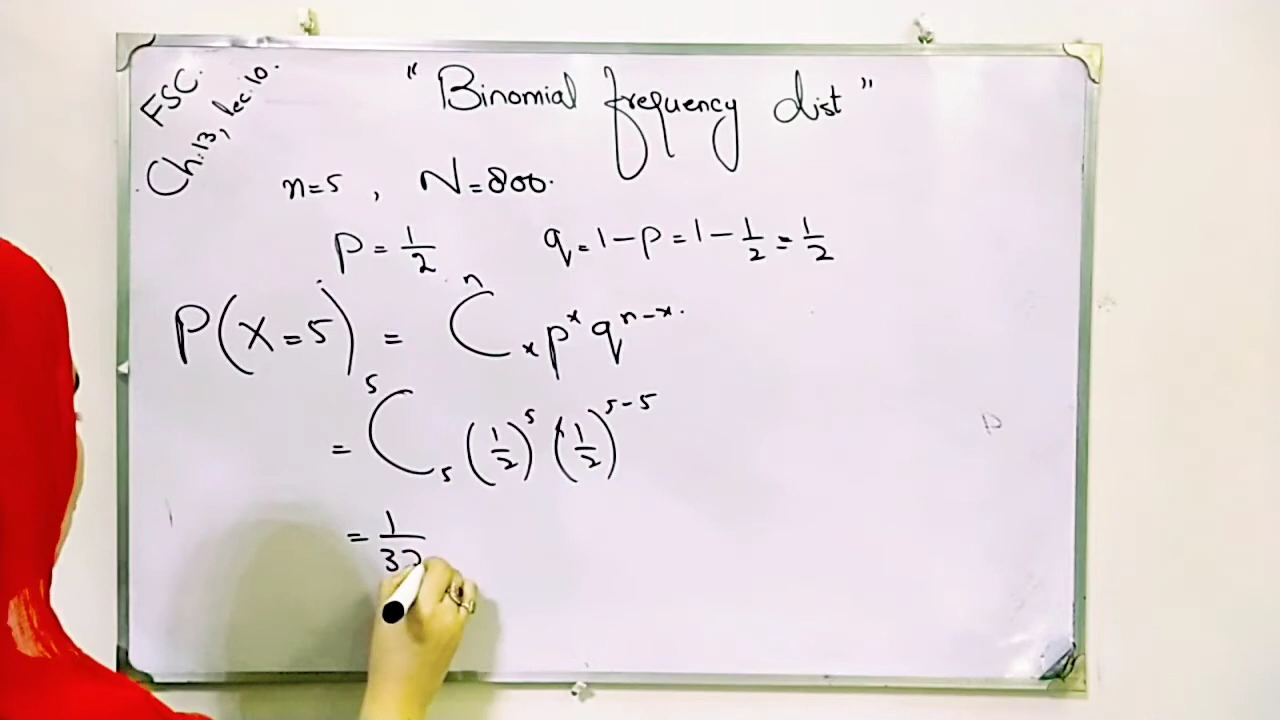 FSC.
Ch.13, lec.10.
"Binomial frequency dist"
n=5, N=800.
p = 1/2 q = 1 - p = 1 - 1/2 = 1/2
P(X=5) = ⁿCₓ pˣ qⁿ⁻ˣ.
= ⁵C₅ (1/2)⁵ (1/2)⁵⁻⁵
= 1/32